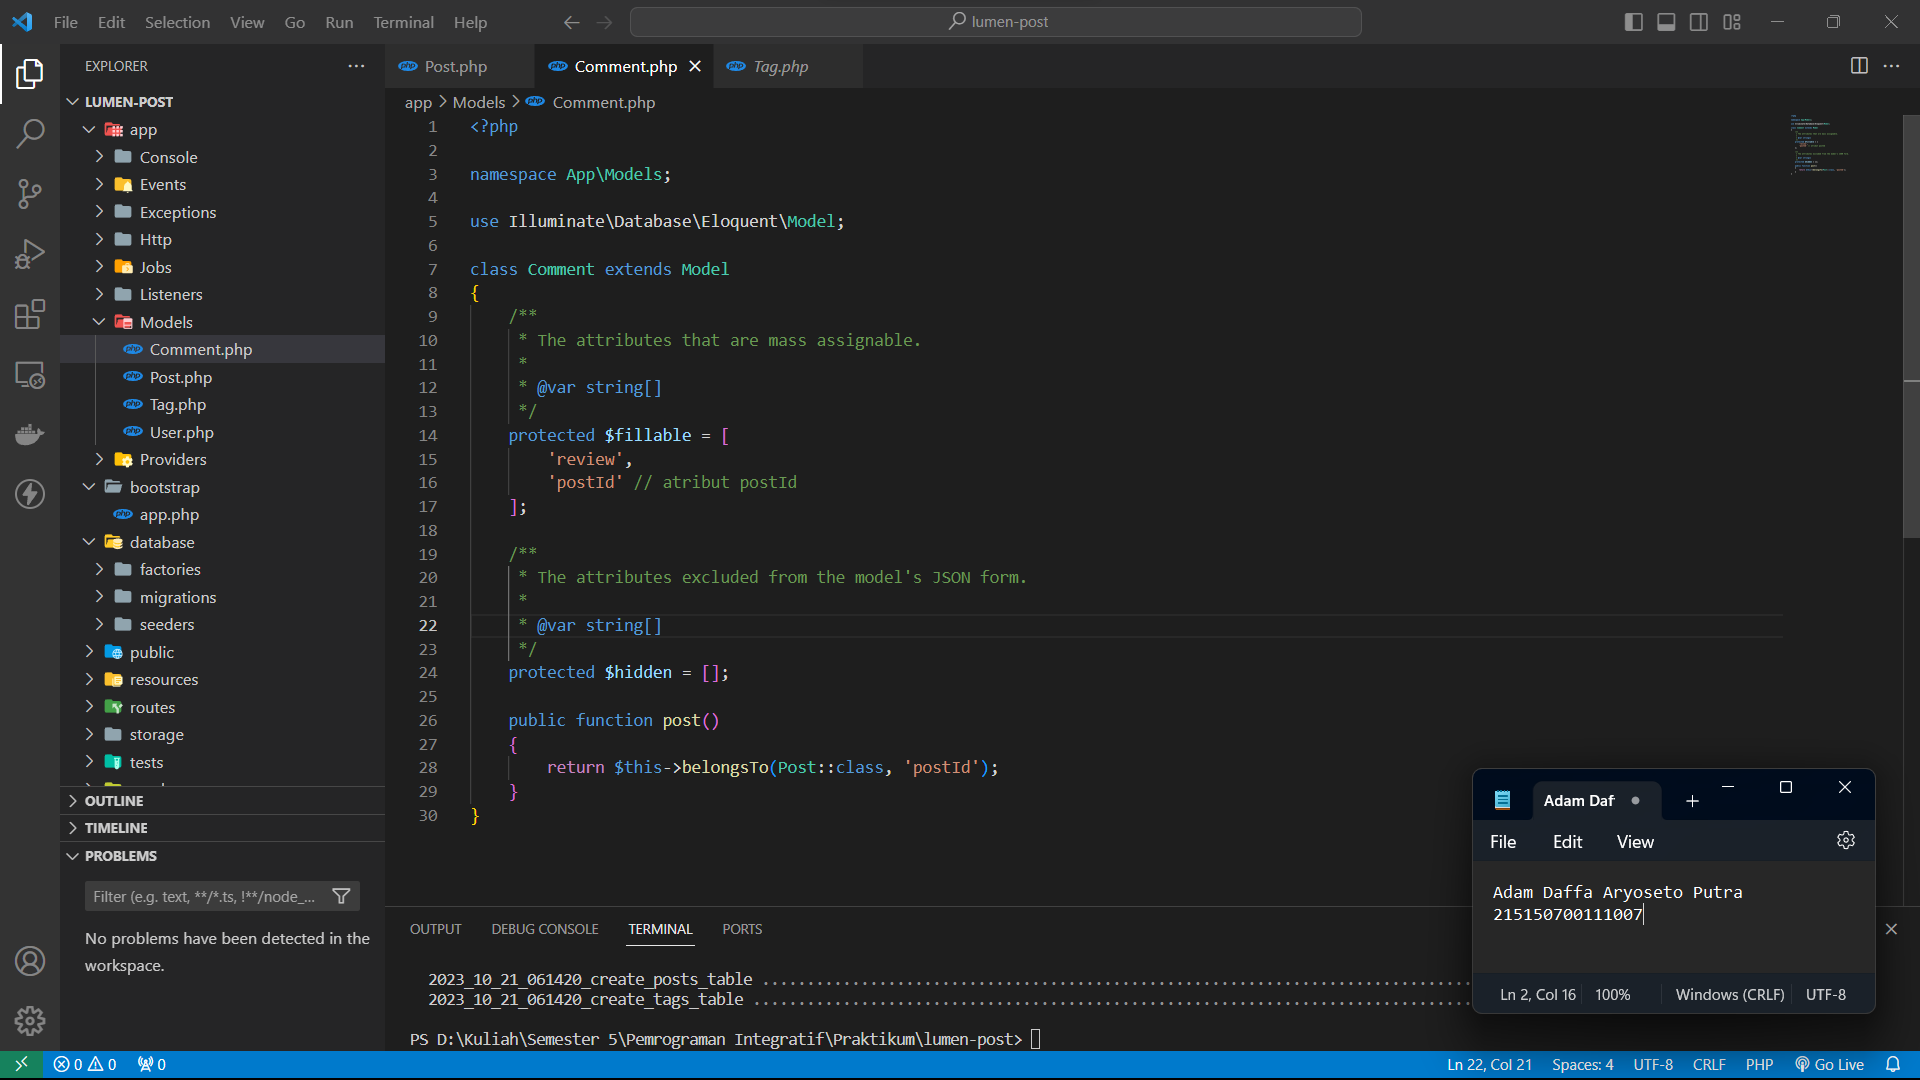 File Edit Selection View Go Run Terminal Help
lumen-post
EXPLORER
LUMEN-POST
app
Console
Events
Exceptions
Http
Jobs
Listeners
Models
Comment.php
Post.php
Tag.php
User.php
Providers
bootstrap
app.php
database
factories
migrations
seeders
public
resources
routes
storage
tests
OUTLINE
TIMELINE
PROBLEMS
Filter (e.g. text, **/*.ts, !**/node_...
No problems have been detected in the
workspace.
Post.php Comment.php Tag.php
app > Models > Comment.php
1 <?php
2
3 namespace App\Models;
4
5 use Illuminate\Database\Eloquent\Model;
6
7 class Comment extends Model
8 {
9 /**
10 * The attributes that are mass assignable.
11 *
12 * @var string[]
13 */
14 protected $fillable = [
15 'review',
16 'postId' // atribut postId
17 ];
18
19 /**
20 * The attributes excluded from the model's JSON form.
21 *
22 * @var string[]
23 */
24 protected $hidden = [];
25
26 public function post()
27 {
28 return $this->belongsTo(Post::class, 'postId');
29 }
30 }
OUTPUT DEBUG CONSOLE TERMINAL PORTS
2023_10_21_061420_create_posts_table
2023_10_21_061420_create_tags_table
PS D:\Kuliah\Semester 5\Pemrograman Integratif\Praktikum\lumen-post>
Adam Daf
File Edit View
Adam Daffa Aryoseto Putra
215150700111007
Ln 2, Col 16 100% Windows (CRLF) UTF-8
0 0 0 Ln 22, Col 21 Spaces: 4 UTF-8 CRLF PHP Go Live